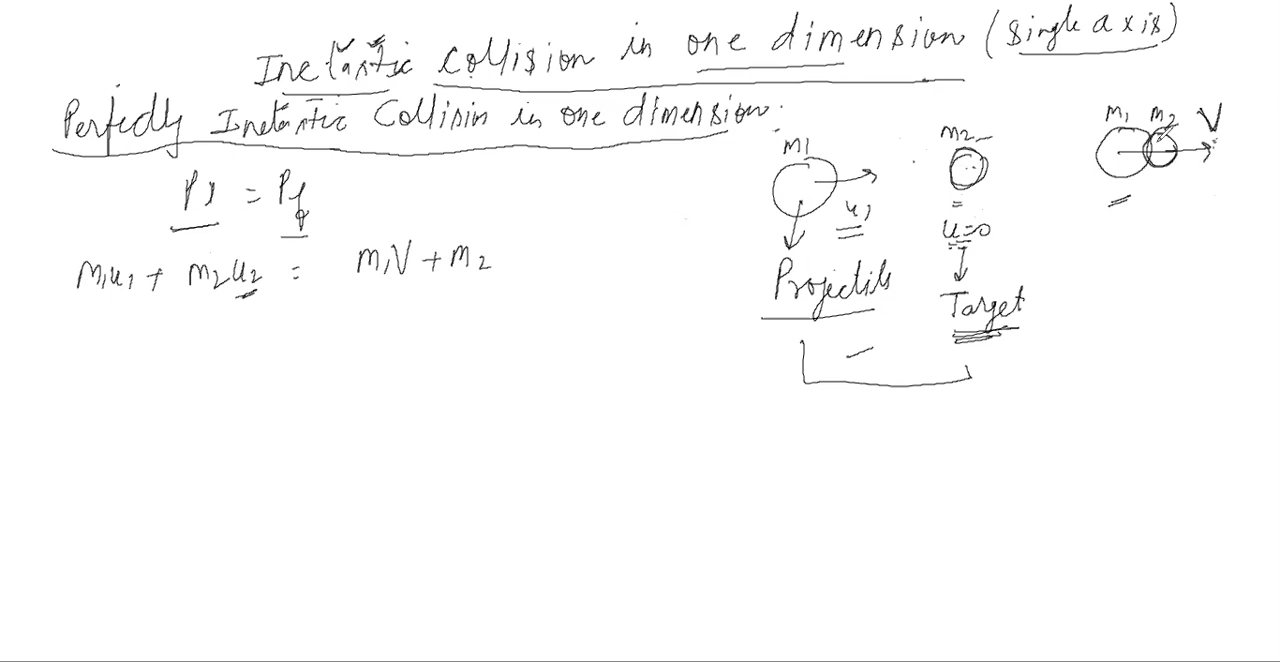 Inelastic collision in one dimension (single axis)
Perfectly Inelastic Collision in one dimension.
m1 m2 m1 m2 V
Pi = Pf
u1 u=0
m1u1 + m2u2 = m1V + m2
Projectile Target